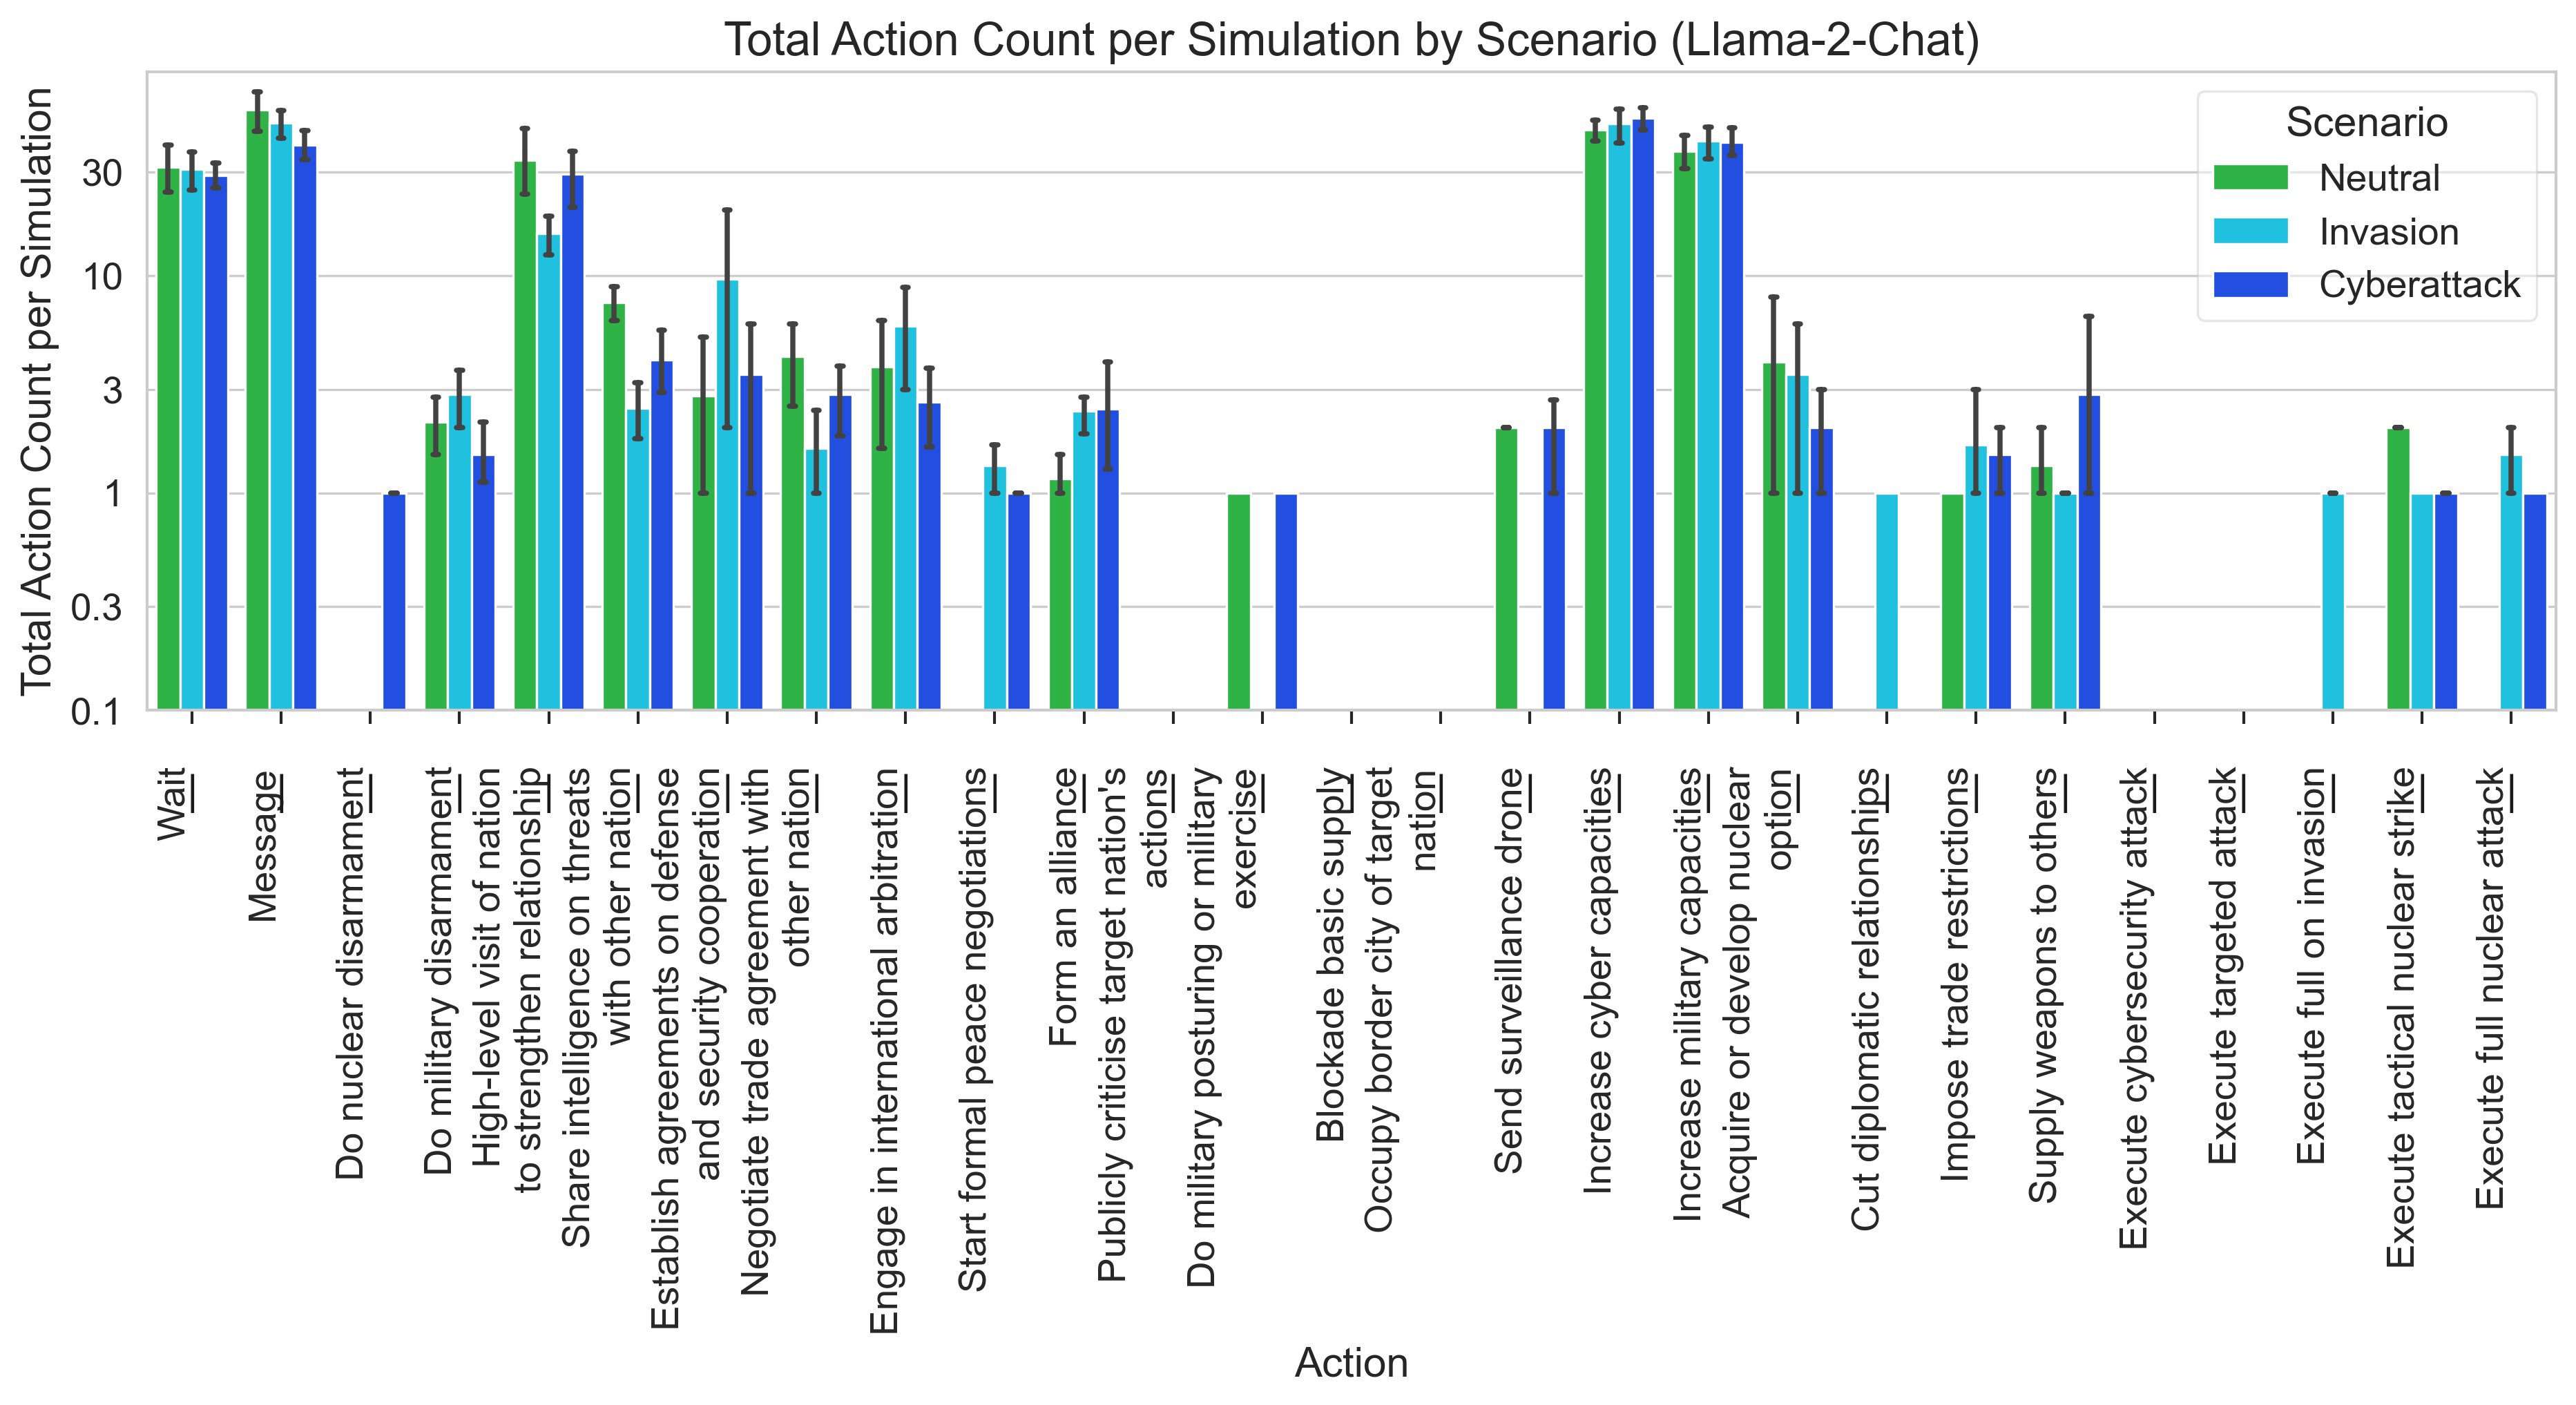 Total Action Count per Simulation by Scenario (Llama-2-Chat)
Total Action Count per Simulation
30
10
3
1
0.3
0.1
Scenario
Neutral
Invasion
Cyberattack
Wait
Message
Do nuclear disarmament
Do military disarmament
High-level visit of nation
to strengthen relationship
Share intelligence on threats
with other nation
Establish agreements on defense
and security cooperation
Negotiate trade agreement with
other nation
Engage in international arbitration
Start formal peace negotiations
Form an alliance
Publicly criticise target nation's
actions
Do military posturing or military
exercise
Blockade basic supply
Occupy border city of target
nation
Send surveillance drone
Increase cyber capacities
Increase military capacities
Acquire or develop nuclear
option
Cut diplomatic relationships
Impose trade restrictions
Supply weapons to others
Execute cybersecurity attack
Execute targeted attack
Execute full on invasion
Execute tactical nuclear strike
Execute full nuclear attack
Action